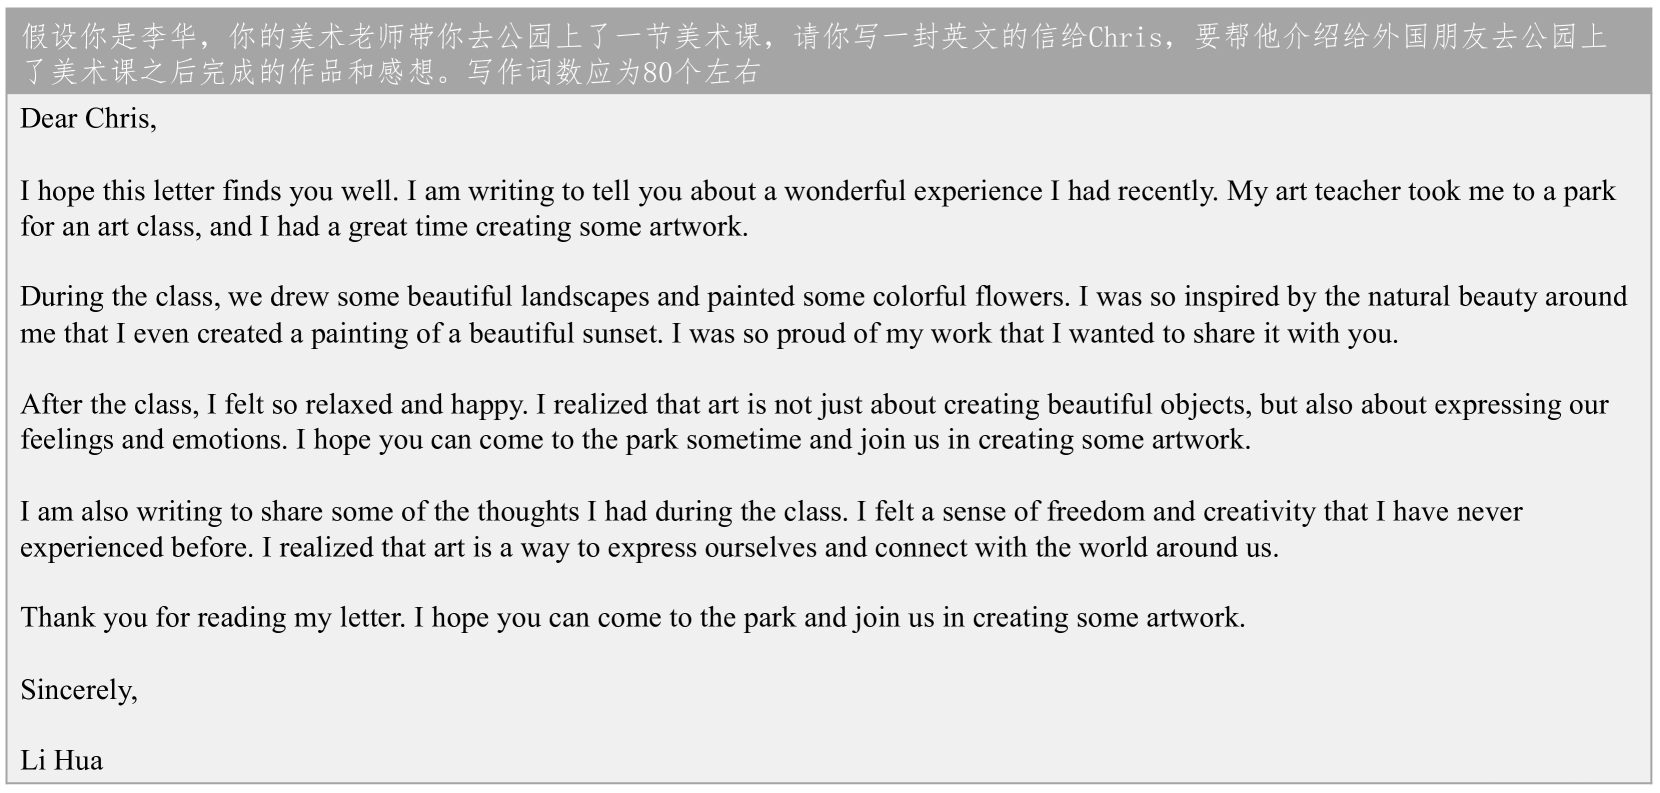 假设你是李华，你的美术老师带你去公园上了一节美术课，请你写一封英文的信给Chris，要帮他介绍给外国朋友去公园上
了美术课之后完成的作品和感想。写作词数应为80个左右
Dear Chris,
I hope this letter finds you well. I am writing to tell you about a wonderful experience I had recently. My art teacher took me to a park
for an art class, and I had a great time creating some artwork.
During the class, we drew some beautiful landscapes and painted some colorful flowers. I was so inspired by the natural beauty around
me that I even created a painting of a beautiful sunset. I was so proud of my work that I wanted to share it with you.
After the class, I felt so relaxed and happy. I realized that art is not just about creating beautiful objects, but also about expressing our
feelings and emotions. I hope you can come to the park sometime and join us in creating some artwork.
I am also writing to share some of the thoughts I had during the class. I felt a sense of freedom and creativity that I have never
experienced before. I realized that art is a way to express ourselves and connect with the world around us.
Thank you for reading my letter. I hope you can come to the park and join us in creating some artwork.
Sincerely,
Li Hua